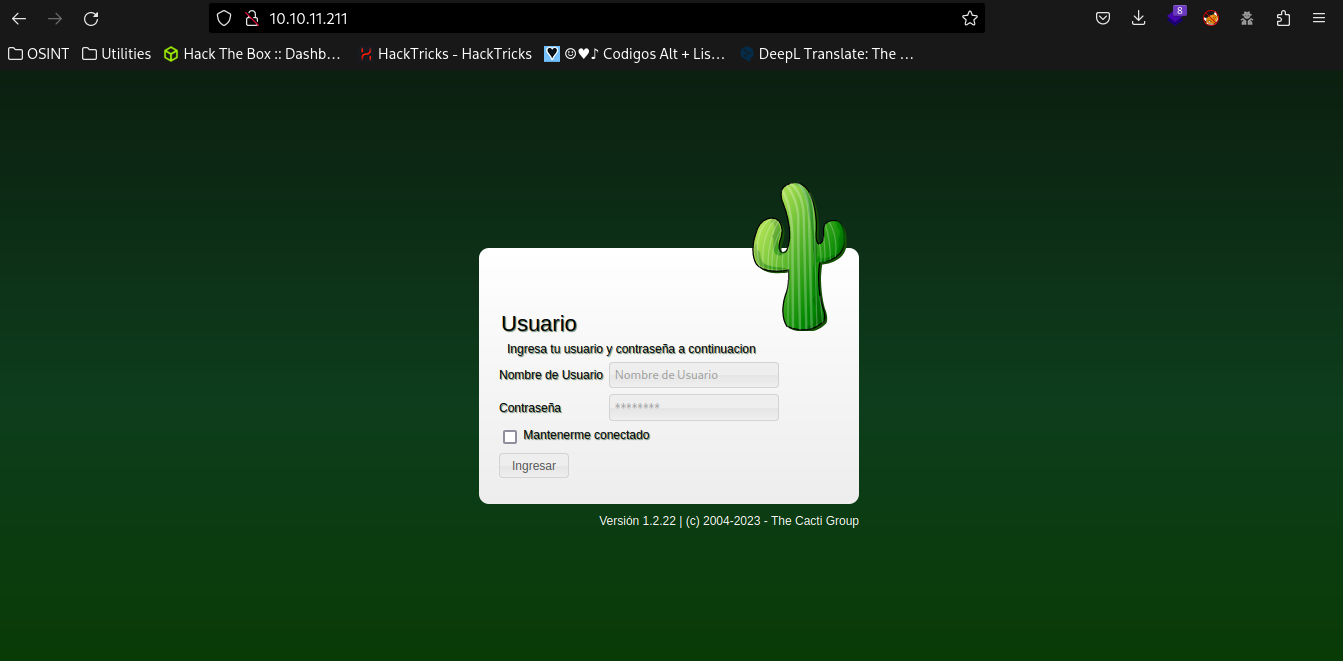 10.10.11.211
8
OSINT Utilities Hack The Box :: Dashb… HackTricks - HackTricks ☺♥♪ Codigos Alt + Lis… DeepL Translate: The …
Usuario
Ingresa tu usuario y contraseña a continuacion
Nombre de Usuario Nombre de Usuario
Contraseña ********
Mantenerme conectado
Ingresar
Versión 1.2.22 | (c) 2004-2023 - The Cacti Group